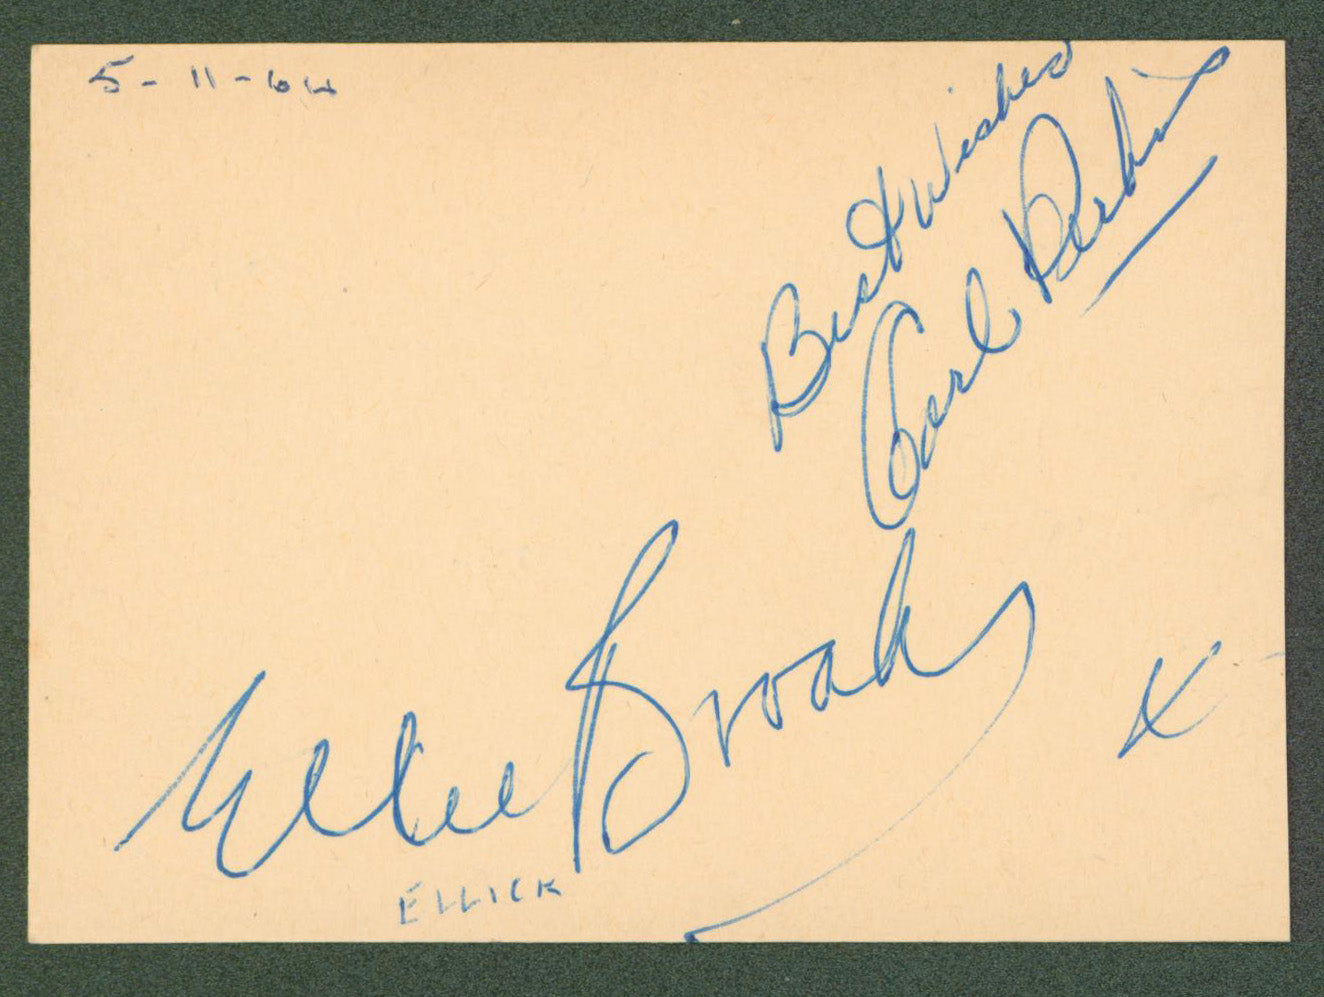 5-11-64
Best Wishes
Carl Perkins
Elkie Brooks
x
ELLICK